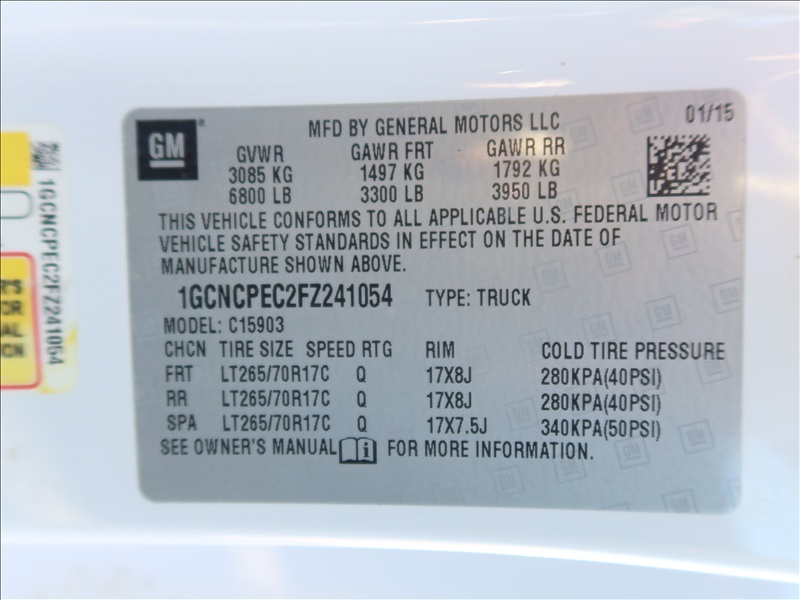 GM
MFD BY GENERAL MOTORS LLC
01/15
GVWR GAWR FRT GAWR RR
3085 KG 1497 KG 1792 KG
6800 LB 3300 LB 3950 LB
THIS VEHICLE CONFORMS TO ALL APPLICABLE U.S. FEDERAL MOTOR
VEHICLE SAFETY STANDARDS IN EFFECT ON THE DATE OF
MANUFACTURE SHOWN ABOVE.
1GCNCPEC2FZ241054 TYPE: TRUCK
MODEL: C15903
CHCN TIRE SIZE SPEED RTG RIM COLD TIRE PRESSURE
FRT LT265/70R17C Q 17X8J 280KPA(40PSI)
RR LT265/70R17C Q 17X8J 280KPA(40PSI)
SPA LT265/70R17C Q 17X7.5J 340KPA(50PSI)
SEE OWNER'S MANUAL i FOR MORE INFORMATION.
1GCNCPEC2FZ241054